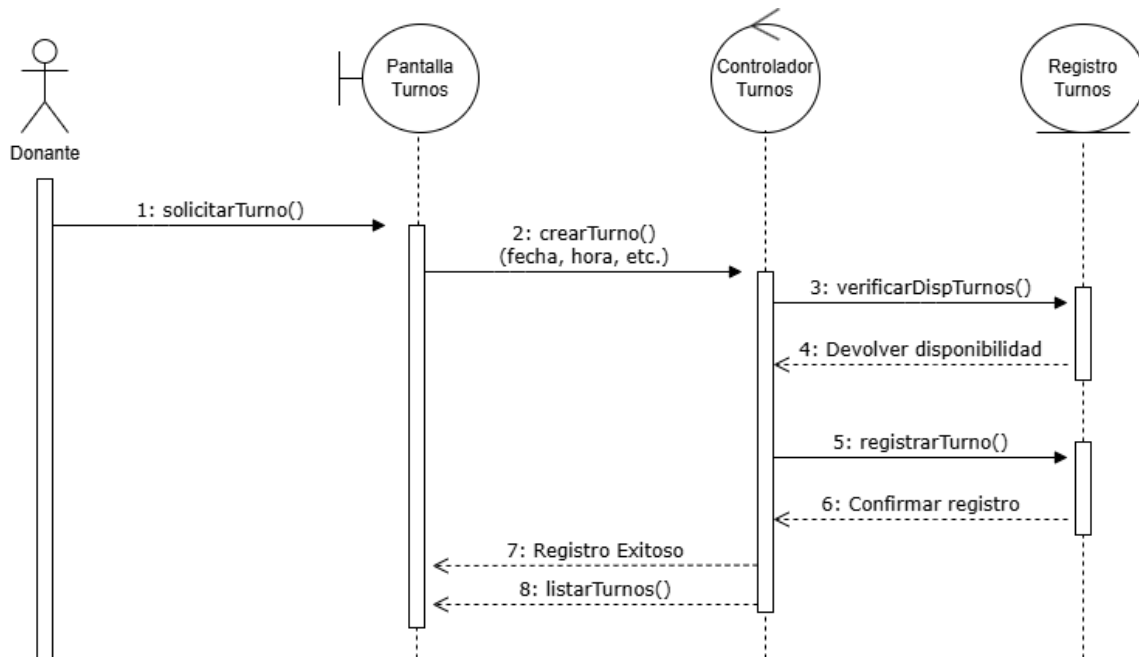 Pantalla
Turnos
Controlador
Turnos
Registro
Turnos
Donante
1: solicitarTurno()
2: crearTurno()
(fecha, hora, etc.)
3: verificarDispTurnos()
4: Devolver disponibilidad
5: registrarTurno()
6: Confirmar registro
7: Registro Exitoso
8: listarTurnos()